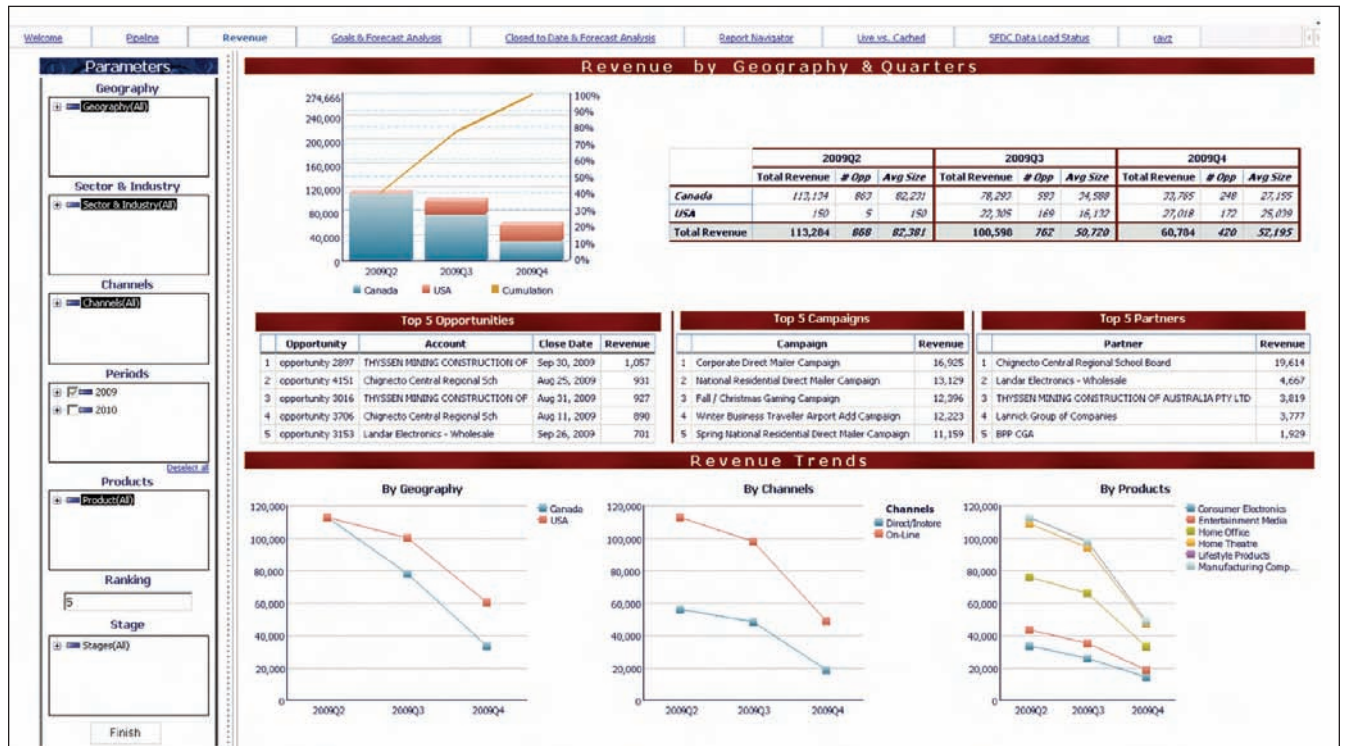 Welcome Pipeline Revenue Goals & Forecast Analysis Closed to Date & Forecast Analysis Report Navigator Live vs. Cached SFDC Data Load Status ravz
Parameters
Geography
Geography(All)
Sector & Industry
Sector & Industry(All)
Channels
Channels(All)
Periods
2009
2010
Deselect all
Products
Product(All)
Ranking
5
Stage
Stages(All)
Finish
Revenue by Geography & Quarters
274,666
240,000
200,000
160,000
120,000
80,000
40,000
0
100%
90%
80%
70%
60%
50%
40%
30%
20%
10%
0%
2009Q2 2009Q3 2009Q4
Canada USA Cumulation
2009Q2 2009Q3 2009Q4
Total Revenue # Opp Avg Size Total Revenue # Opp Avg Size Total Revenue # Opp Avg Size
Canada 113,134 863 82,231 78,293 593 34,588 33,765 248 27,155
USA 150 5 150 22,305 169 16,132 27,018 172 25,039
Total Revenue 113,284 868 82,381 100,598 762 50,720 60,784 420 52,195
Top 5 Opportunities
Opportunity Account Close Date Revenue
1 opportunity 2897 THYSSEN MINING CONSTRUCTION OF Sep 30, 2009 1,057
2 opportunity 4151 Chignecto Central Regional Sch Aug 25, 2009 931
3 opportunity 3016 THYSSEN MINING CONSTRUCTION OF Aug 31, 2009 927
4 opportunity 3706 Chignecto Central Regional Sch Aug 11, 2009 890
5 opportunity 3153 Landar Electronics - Wholesale Sep 26, 2009 701
Top 5 Campaigns
Campaign Revenue
1 Corporate Direct Mailer Campaign 16,925
2 National Residential Direct Mailer Campaign 13,129
3 Fall / Christmas Gaming Campaign 12,396
4 Winter Business Traveller Airport Add Campaign 12,223
5 Spring National Residential Direct Mailer Campaign 11,159
Top 5 Partners
Partner Revenue
1 Chignecto Central Regional School Board 19,614
2 Landar Electronics - Wholesale 4,667
3 THYSSEN MINING CONSTRUCTION OF AUSTRALIA PTY LTD 3,819
4 Lanrick Group of Companies 3,777
5 BPP CGA 1,929
Revenue Trends
By Geography
120,000
100,000
80,000
60,000
40,000
20,000
0
2009Q2 2009Q3 2009Q4
Canada
USA
By Channels
120,000
100,000
80,000
60,000
40,000
20,000
0
2009Q2 2009Q3 2009Q4
Channels
Direct/Instore
On-Line
By Products
120,000
100,000
80,000
60,000
40,000
20,000
0
2009Q2 2009Q3 2009Q4
Consumer Electronics
Entertainment Media
Home Office
Home Theatre
Lifestyle Products
Manufacturing Comp...